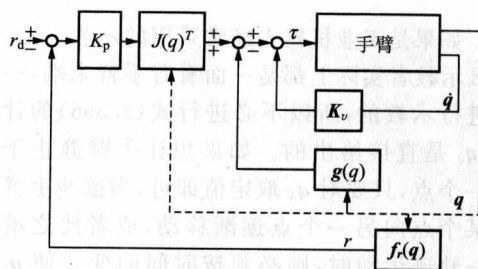 r_d
K_p
J(q)^T
τ
手臂
q̇
K_v
g(q)
q
r
f_r(q)